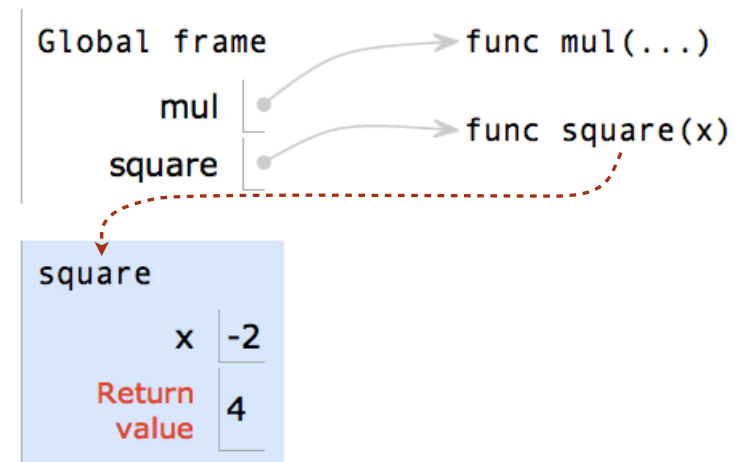 Global frame
func mul(...)
mul
func square(x)
square
square
x -2
Return
value 4